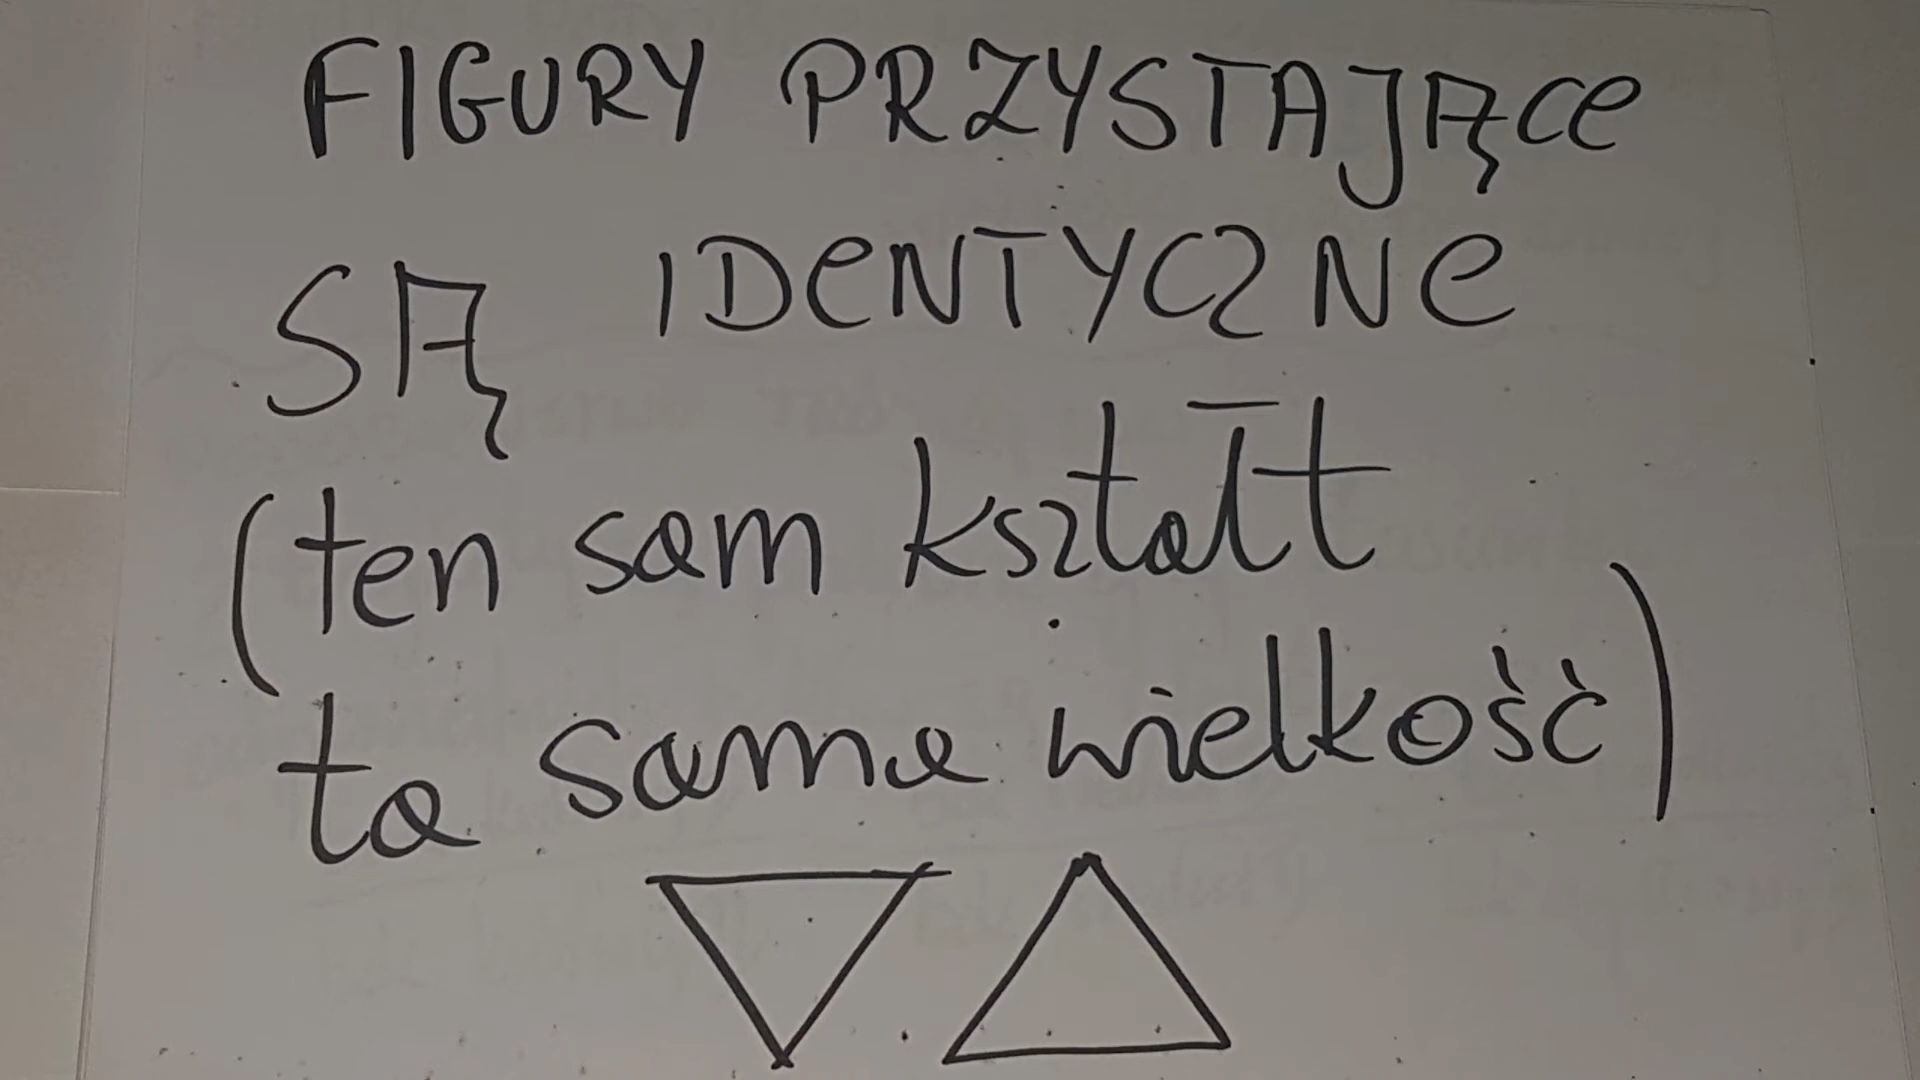 FIGURY PRZYSTAJĄCE
SĄ IDENTYCZNE
(ten sam kształt
ta sama wielkość)